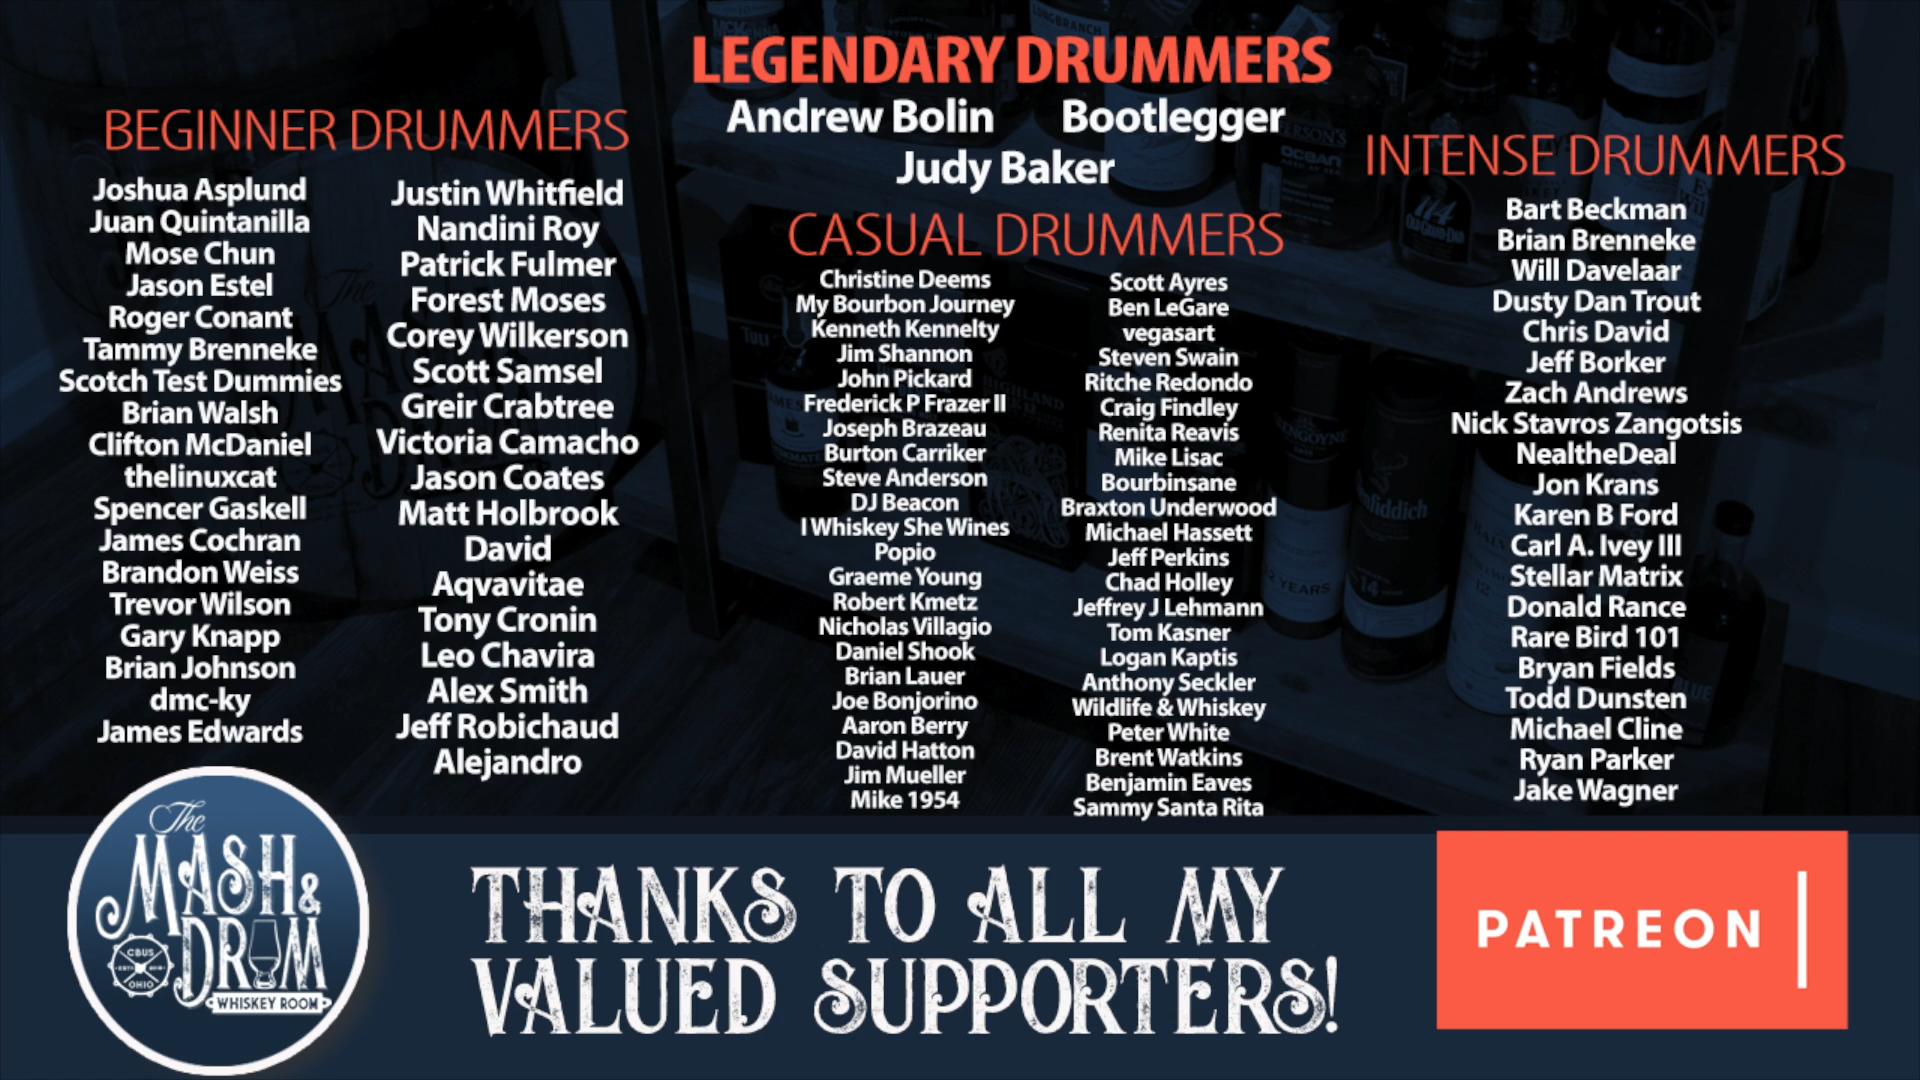 LEGENDARY DRUMMERS
Andrew Bolin Bootlegger
Judy Baker
BEGINNER DRUMMERS
Joshua Asplund
Juan Quintanilla
Mose Chun
Jason Estel
Roger Conant
Tammy Brenneke
Scotch Test Dummies
Brian Walsh
Clifton McDaniel
thelinuxcat
Spencer Gaskell
James Cochran
Brandon Weiss
Trevor Wilson
Gary Knapp
Brian Johnson
dmc-ky
James Edwards
Justin Whitfield
Nandini Roy
Patrick Fulmer
Forest Moses
Corey Wilkerson
Scott Samsel
Greir Crabtree
Victoria Camacho
Jason Coates
Matt Holbrook
David
Aqvavitae
Tony Cronin
Leo Chavira
Alex Smith
Jeff Robichaud
Alejandro
CASUAL DRUMMERS
Christine Deems
My Bourbon Journey
Kenneth Kennelty
Jim Shannon
John Pickard
Frederick P Frazer II
Joseph Brazeau
Burton Carriker
Steve Anderson
DJ Beacon
I Whiskey She Wines
Popio
Graeme Young
Robert Kmetz
Nicholas Villagio
Daniel Shook
Brian Lauer
Joe Bonjorino
Aaron Berry
David Hatton
Jim Mueller
Mike 1954
Scott Ayres
Ben LeGare
vegasart
Steven Swain
Ritche Redondo
Craig Findley
Renita Reavis
Mike Lisac
Bourbinsane
Braxton Underwood
Michael Hassett
Jeff Perkins
Chad Holley
Jeffrey J Lehmann
Tom Kasner
Logan Kaptis
Anthony Seckler
Wildlife & Whiskey
Peter White
Brent Watkins
Benjamin Eaves
Sammy Santa Rita
INTENSE DRUMMERS
Bart Beckman
Brian Brenneke
Will Davelaar
Dusty Dan Trout
Chris David
Jeff Borker
Zach Andrews
Nick Stavros Zangotsis
NealtheDeal
Jon Krans
Karen B Ford
Carl A. Ivey III
Stellar Matrix
Donald Rance
Rare Bird 101
Bryan Fields
Todd Dunsten
Michael Cline
Ryan Parker
Jake Wagner
The
MASH &
DRUM
CBUS
OHIO
WHISKEY ROOM
THANKS TO ALL MY
VALUED SUPPORTERS!
PATREON